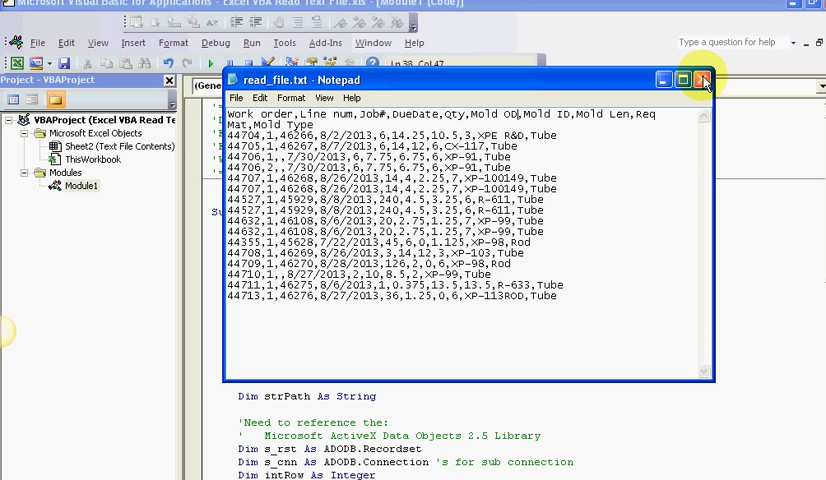 Microsoft Visual Basic for Applications - Excel VBA Read Text File.xls - [Module1 (Code)]
File Edit View Insert Format Debug Run Tools Add-Ins Window Help
Type a question for help
Ln 38, Col 47
Project - VBAProject
(Gene
VBAProject (Excel VBA Read Te
Microsoft Excel Objects
Sheet2 (Text File Contents)
ThisWorkbook
Modules
Module1
Su
read_file.txt - Notepad
File Edit Format View Help
Work order,Line num,Job#,DueDate,Qty,Mold OD,Mold ID,Mold Len,Req
Mat,Mold Type
44704,1,46266,8/2/2013,6,14.25,10.5,3,XPE R&D,Tube
44705,1,46267,8/6/2013,6,14,12,6,CX-117,Tube
44706,1,,7/30/2013,6,7.75,6.75,6,XP-91,Tube
44706,2,,7/30/2013,6,7.75,6.75,6,XP-91,Tube
44707,1,46268,8/26/2013,14,4,2.25,7,XP-100149,Tube
44707,1,46268,8/26/2013,14,4,2.25,7,XP-100149,Tube
44527,1,45929,8/8/2013,240,4.5,3.25,6,R-611,Tube
44527,1,45929,8/8/2013,240,4.5,3.25,6,R-611,Tube
44632,1,46108,8/6/2013,20,2.75,1.25,7,XP-99,Tube
44632,1,46108,8/6/2013,20,2.75,1.25,7,XP-99,Tube
44355,1,45628,7/22/2013,45,6,0,1.125,XP-98,Rod
44708,1,46269,8/26/2013,3,14,12,3,XP-103,Tube
44709,1,46270,8/28/2013,126,2,0,6,XP-98,Rod
44710,1,,8/27/2013,2,10,8.5,2,XP-99,Tube
44711,1,46275,8/6/2013,1,0.375,13.5,13.5,R-633,Tube
44713,1,46276,8/27/2013,36,1.25,0,6,XP-113ROD,Tube
Dim strPath As String
'Need to reference the:
' Microsoft ActiveX Data Objects 2.5 Library
Dim s_rst As ADODB.Recordset
Dim s_cnn As ADODB.Connection 's for sub connection
Dim intRow As Integer